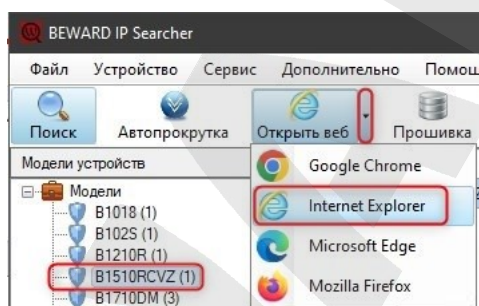 BEWARD IP Searcher
Файл Устройство Сервис Дополнительно
Поиск Автопрокрутка Открыть веб Прошивка
Модели устройств
Google Chrome
Модели
B1018 (1)
Internet Explorer
B102S (1)
B1210R (1)
Microsoft Edge
B1510RCVZ (1)
Mozilla Firefox
B1710DM (3)